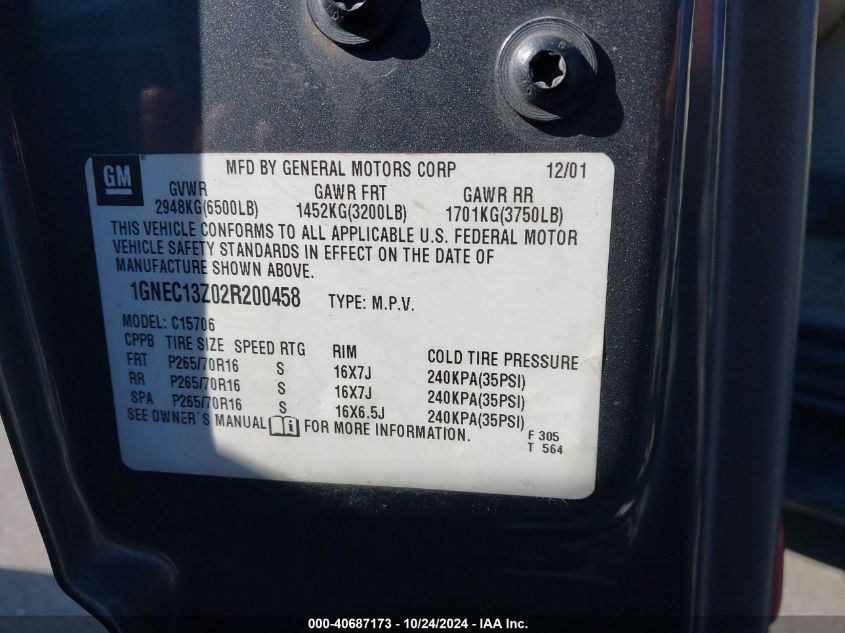 GM
MFD BY GENERAL MOTORS CORP 12/01
GVWR GAWR FRT GAWR RR
2948KG(6500LB) 1452KG(3200LB) 1701KG(3750LB)
THIS VEHICLE CONFORMS TO ALL APPLICABLE U.S. FEDERAL MOTOR
VEHICLE SAFETY STANDARDS IN EFFECT ON THE DATE OF
MANUFACTURE SHOWN ABOVE.
1GNEC13Z02R200458 TYPE: M.P.V.
MODEL: C15706
CPPB TIRE SIZE SPEED RTG RIM COLD TIRE PRESSURE
FRT P265/70R16 S 16X7J 240KPA(35PSI)
RR P265/70R16 S 16X7J 240KPA(35PSI)
SPA P265/70R16 S 16X6.5J 240KPA(35PSI)
SEE OWNER'S MANUAL FOR MORE INFORMATION.
F 305
T 564
000-40687173 - 10/24/2024 - IAA Inc.